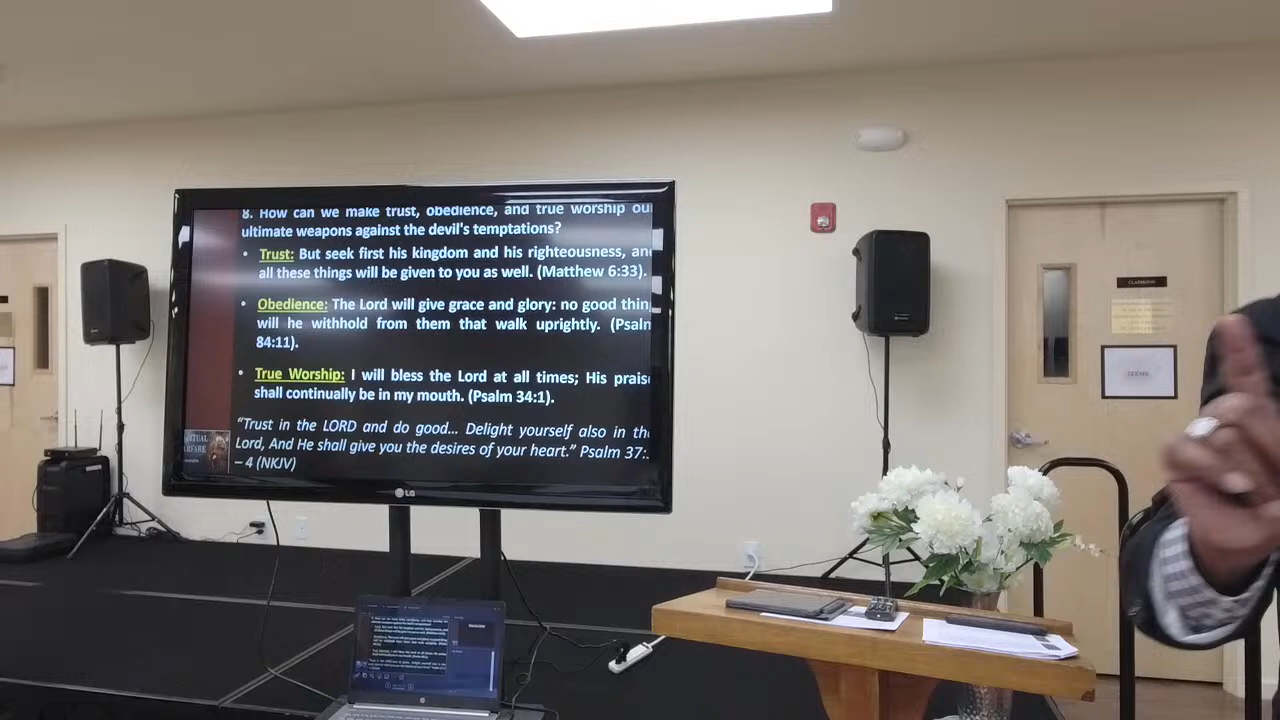 8. How can we make trust, obedience, and true worship ou
ultimate weapons against the devil's temptations?
• Trust: But seek first his kingdom and his righteousness, an
all these things will be given to you as well. (Matthew 6:33).
• Obedience: The Lord will give grace and glory: no good thin
will he withhold from them that walk uprightly. (Psaln
84:11).
• True Worship: I will bless the Lord at all times; His prais
shall continually be in my mouth. (Psalm 34:1).
"Trust in the LORD and do good... Delight yourself also in th
Lord, And He shall give you the desires of your heart." Psalm 37:
– 4 (NKJV)
LG
CLASSROOM
TEENS